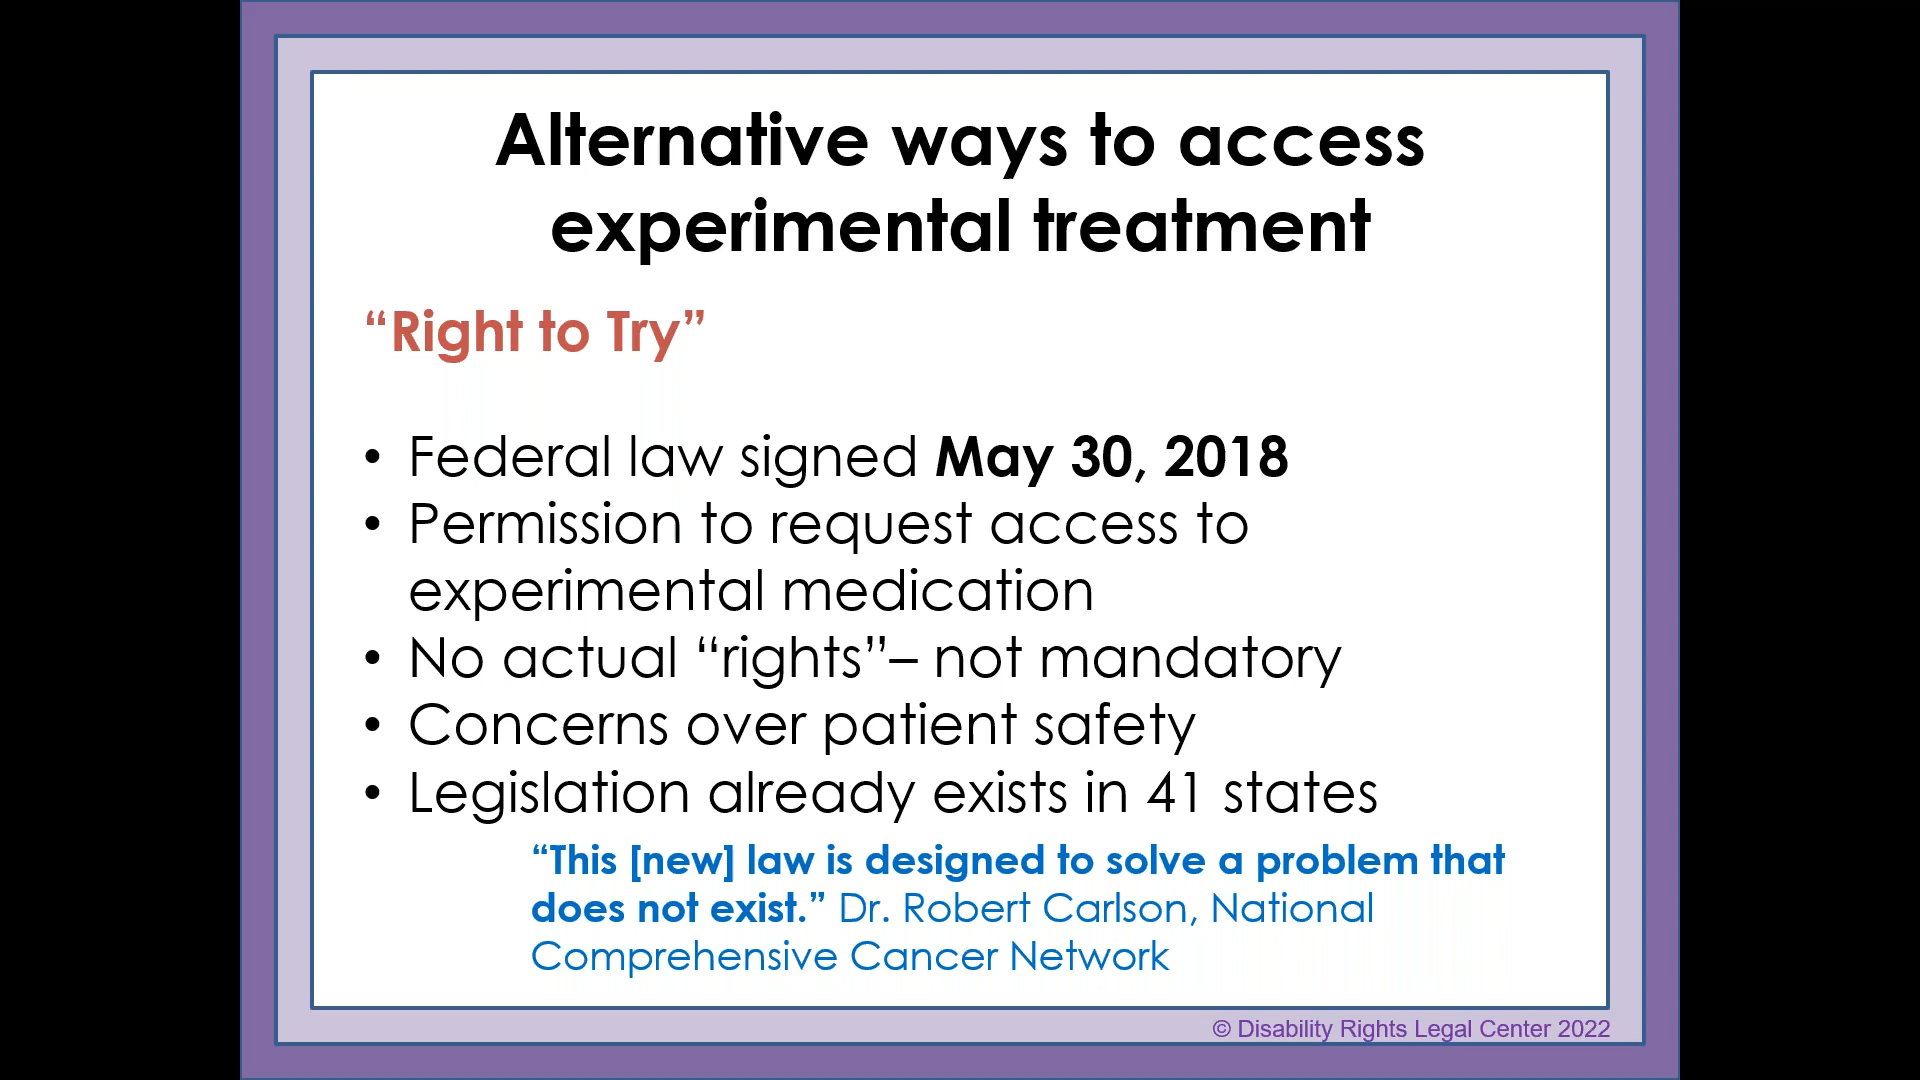 Alternative ways to access
experimental treatment
“Right to Try”
• Federal law signed May 30, 2018
• Permission to request access to
experimental medication
• No actual “rights”– not mandatory
• Concerns over patient safety
• Legislation already exists in 41 states
“This [new] law is designed to solve a problem that
does not exist.” Dr. Robert Carlson, National
Comprehensive Cancer Network
© Disability Rights Legal Center 2022